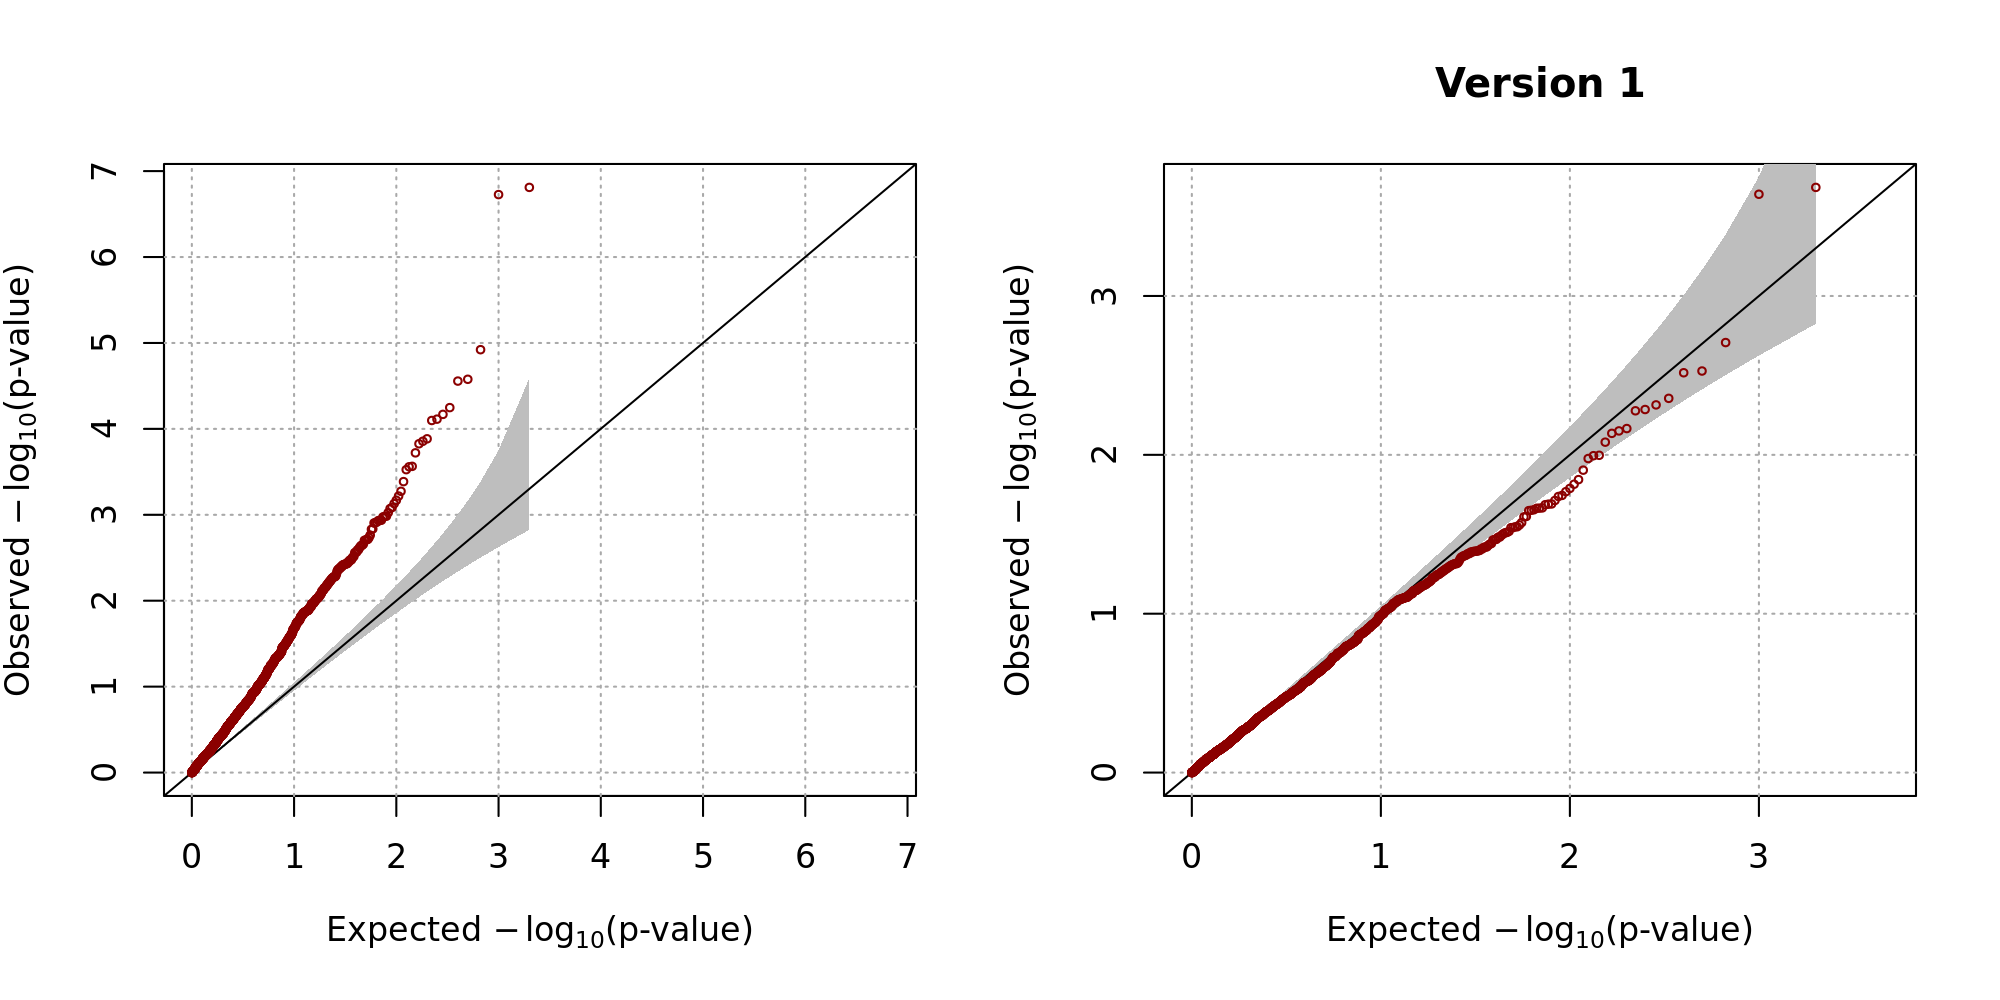 Version 1
Observed −log10(p-value)
7
6
5
4
3
2
1
0
0 1 2 3 4 5 6 7
Expected −log10(p-value)
Observed −log10(p-value)
3
2
1
0
0 1 2 3
Expected −log10(p-value)